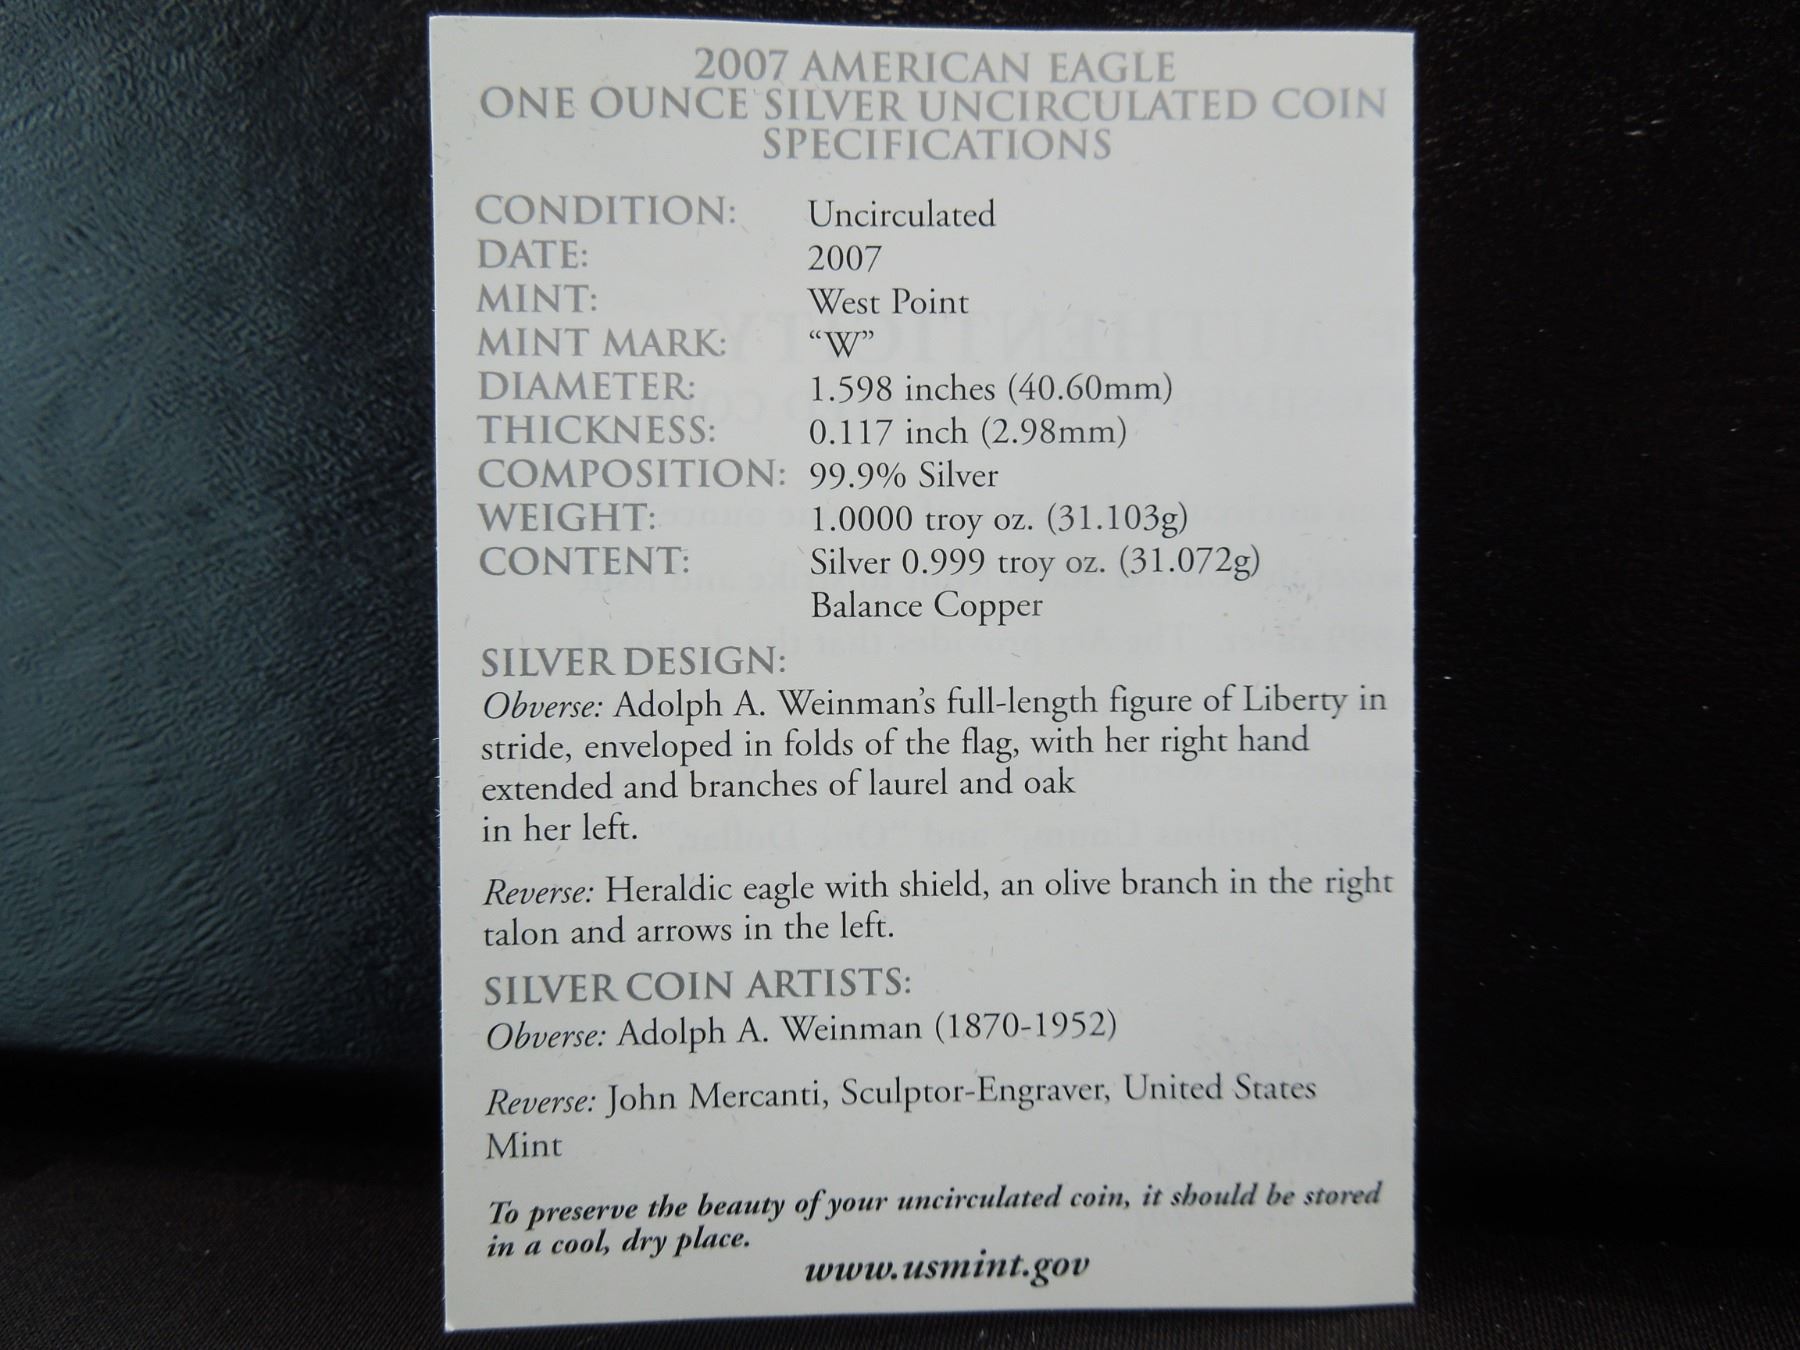 2007 AMERICAN EAGLE
ONE OUNCE SILVER UNCIRCULATED COIN
SPECIFICATIONS
CONDITION: Uncirculated
DATE: 2007
MINT: West Point
MINT MARK: “W”
DIAMETER: 1.598 inches (40.60mm)
THICKNESS: 0.117 inch (2.98mm)
COMPOSITION: 99.9% Silver
WEIGHT: 1.0000 troy oz. (31.103g)
CONTENT: Silver 0.999 troy oz. (31.072g)
Balance Copper
SILVER DESIGN:
Obverse: Adolph A. Weinman's full-length figure of Liberty in
stride, enveloped in folds of the flag, with her right hand
extended and branches of laurel and oak
in her left.
Reverse: Heraldic eagle with shield, an olive branch in the right
talon and arrows in the left.
SILVER COIN ARTISTS:
Obverse: Adolph A. Weinman (1870-1952)
Reverse: John Mercanti, Sculptor-Engraver, United States
Mint
To preserve the beauty of your uncirculated coin, it should be stored
in a cool, dry place.
www.usmint.gov